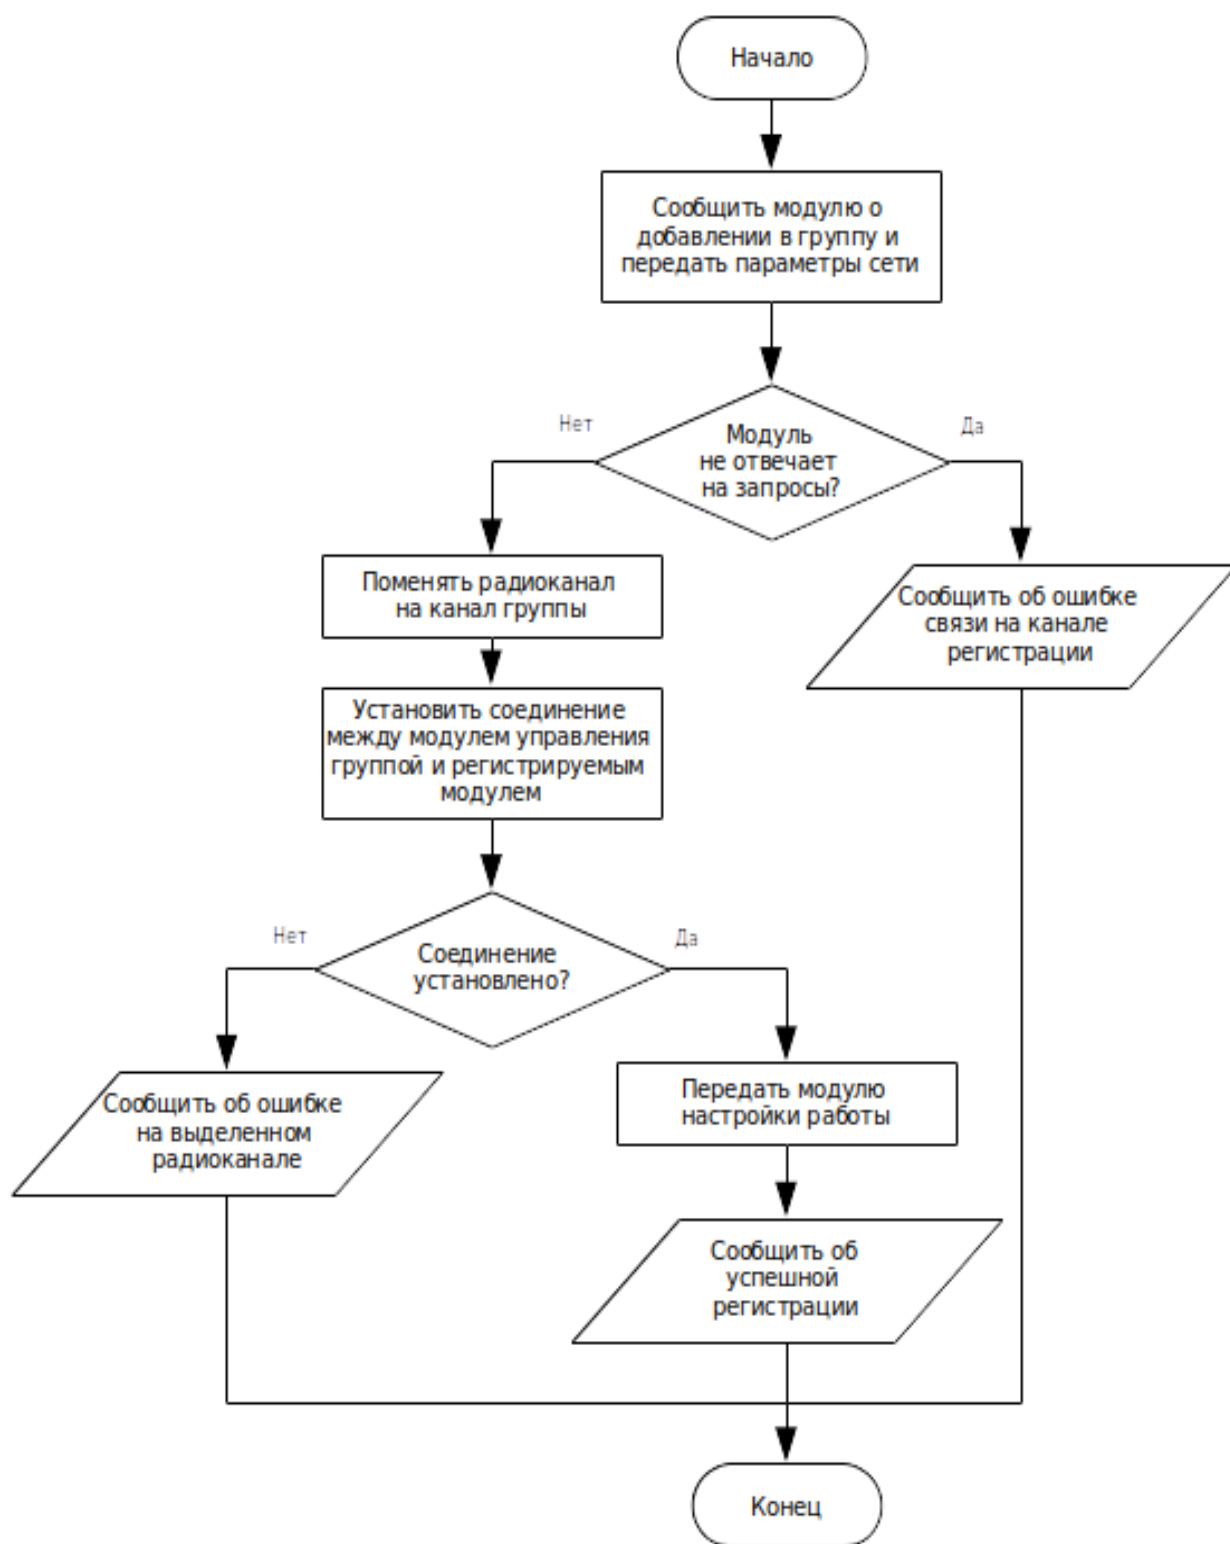 Начало
Сообщить модулю о
добавлении в группу и
передать параметры сети
Нет
Да
Модуль
не отвечает
на запросы?
Поменять радиоканал
на канал группы
Сообщить об ошибке
связи на канале
регистрации
Установить соединение
между модулем управления
группой и регистрируемым
модулем
Нет
Да
Соединение
установлено?
Сообщить об ошибке
на выделенном
радиоканале
Передать модулю
настройки работы
Сообщить об
успешной
регистрации
Конец